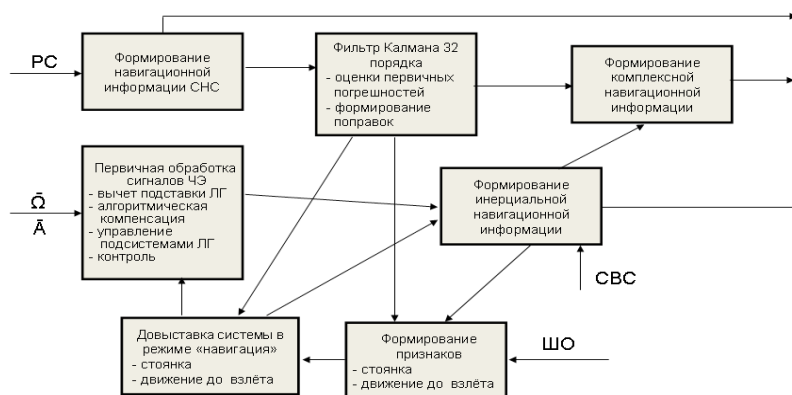 РС
Формирование
навигационной
информации СНС
Фильтр Калмана 32
порядка
- оценки первичных
погрешностей
- формирование
поправок
Формирование
комплексной
навигационной
информации
Ω̄
Ā
Первичная обработка
сигналов ЧЭ
- вычет подставки ЛГ
- алгоритмическая
компенсация
- управление
подсистемами ЛГ
- контроль
Формирование
инерциальной
навигационной
информации
СВС
Довыставка системы в
режиме «навигация»
- стоянка
- движение до взлёта
Формирование
признаков
- стоянка
- движение до взлёта
ШО